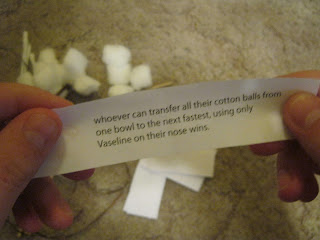 whoever can transfer all their cotton balls from
one bowl to the next fastest, using only
Vaseline on their nose wins.